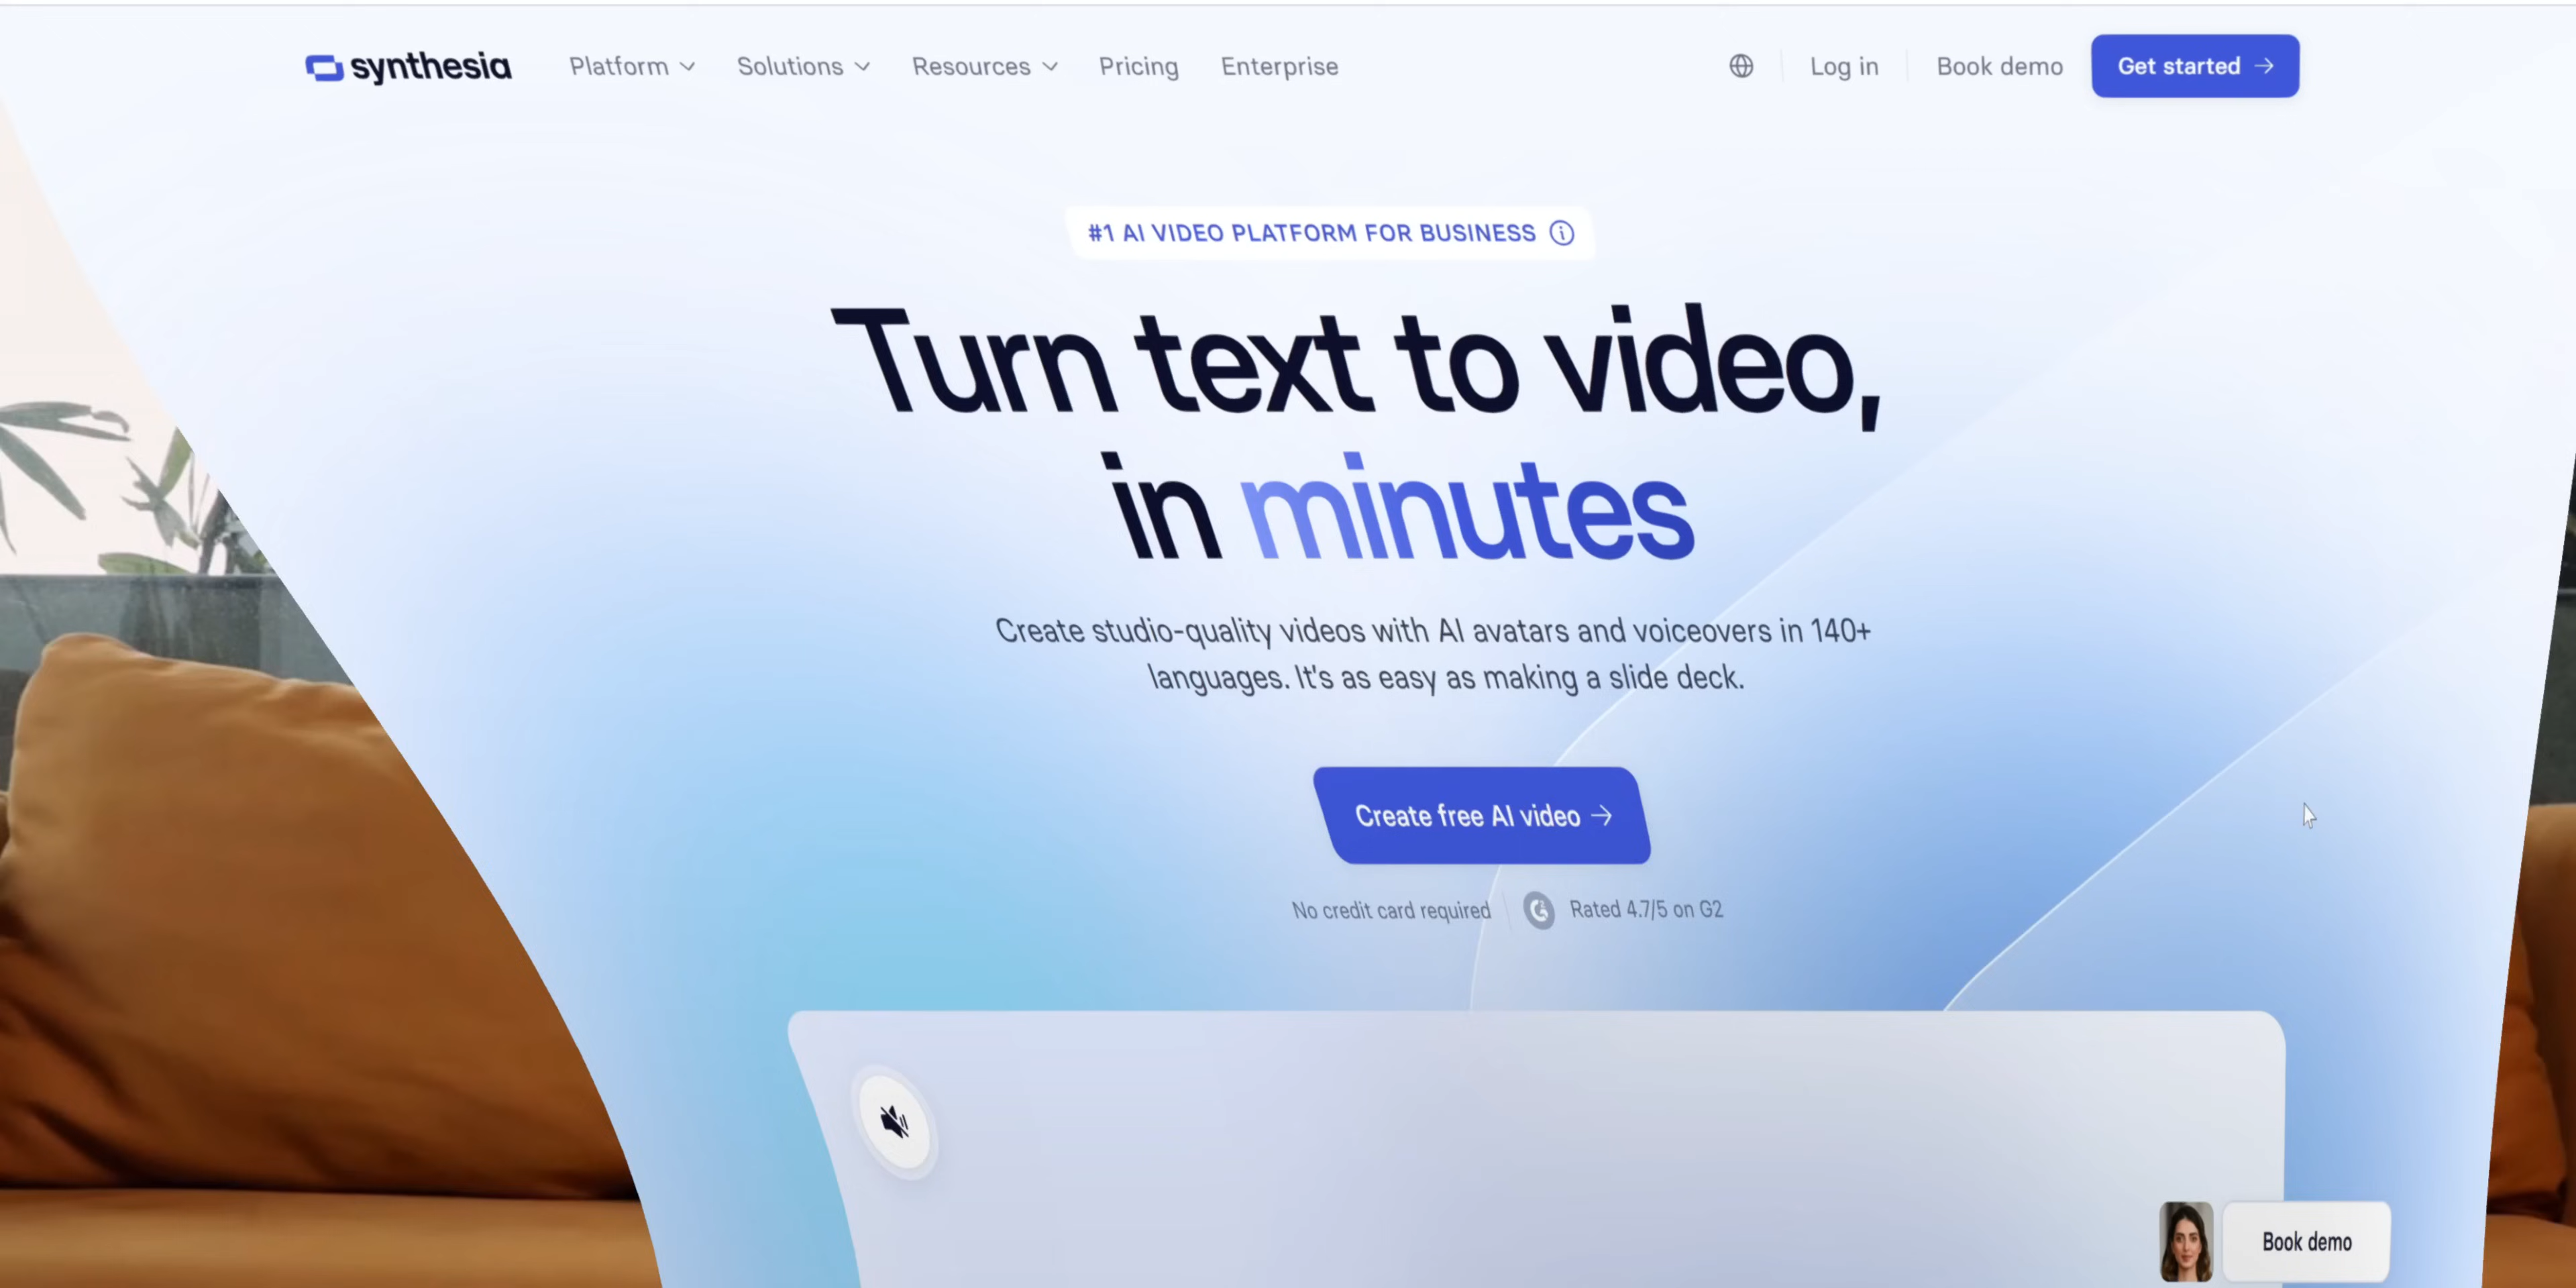 synthesia Platform Solutions Resources Pricing Enterprise Log in Book demo Get started →
#1 AI VIDEO PLATFORM FOR BUSINESS
Turn text to video,
in minutes
Create studio-quality videos with AI avatars and voiceovers in 140+
languages. It's as easy as making a slide deck.
Create free AI video →
No credit card required Rated 4.7/5 on G2
Book demo